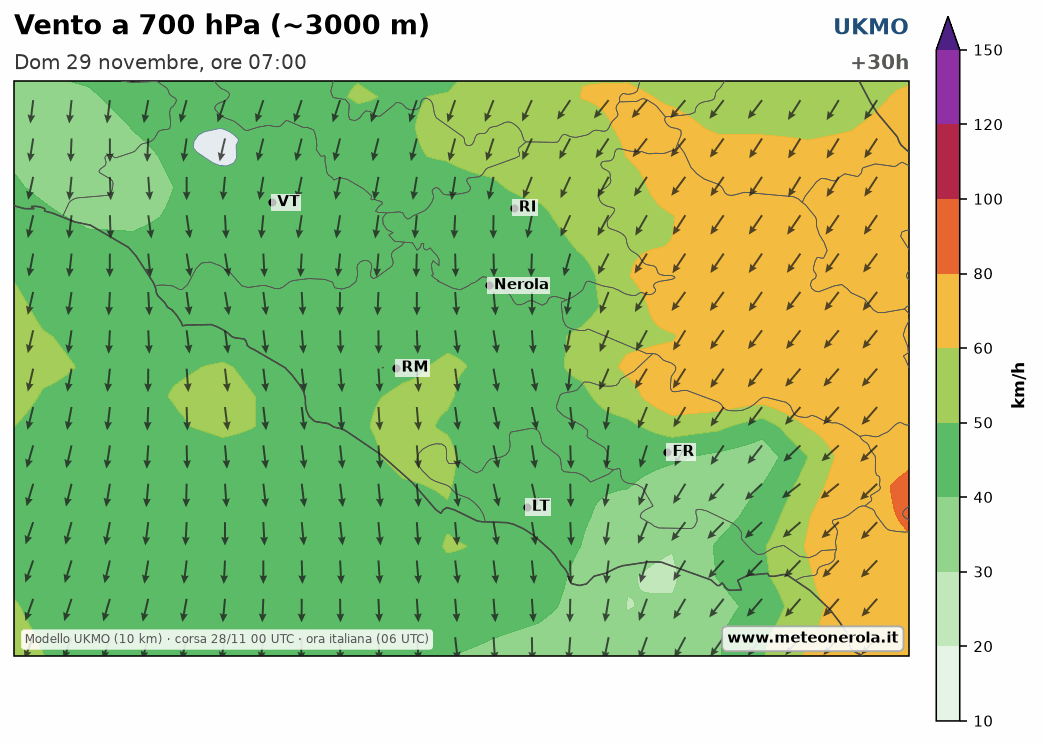 Vento a 700 hPa (~3000 m)
UKMO
Dom 29 novembre, ore 07:00
+30h
150
120
100
80
60
50
40
30
20
10
km/h
VT
RI
Nerola
RM
FR
LT
Modello UKMO (10 km) · corsa 28/11 00 UTC · ora italiana (06 UTC)
www.meteonerola.it